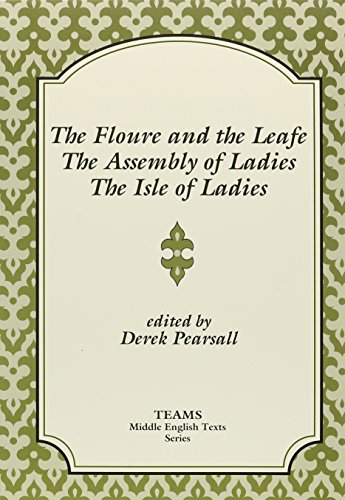 The Floure and the Leafe
The Assembly of Ladies
The Isle of Ladies
edited by
Derek Pearsall
TEAMS
Middle English Texts
Series